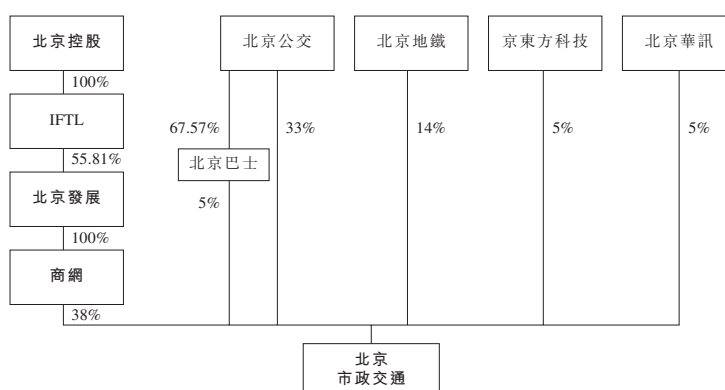 北京控股
北京公交
北京地鐵
京東方科技
北京華訊
100%
IFTL
67.57%
33%
14%
5%
5%
55.81%
北京巴士
北京發展
5%
100%
商網
38%
北京
市政交通